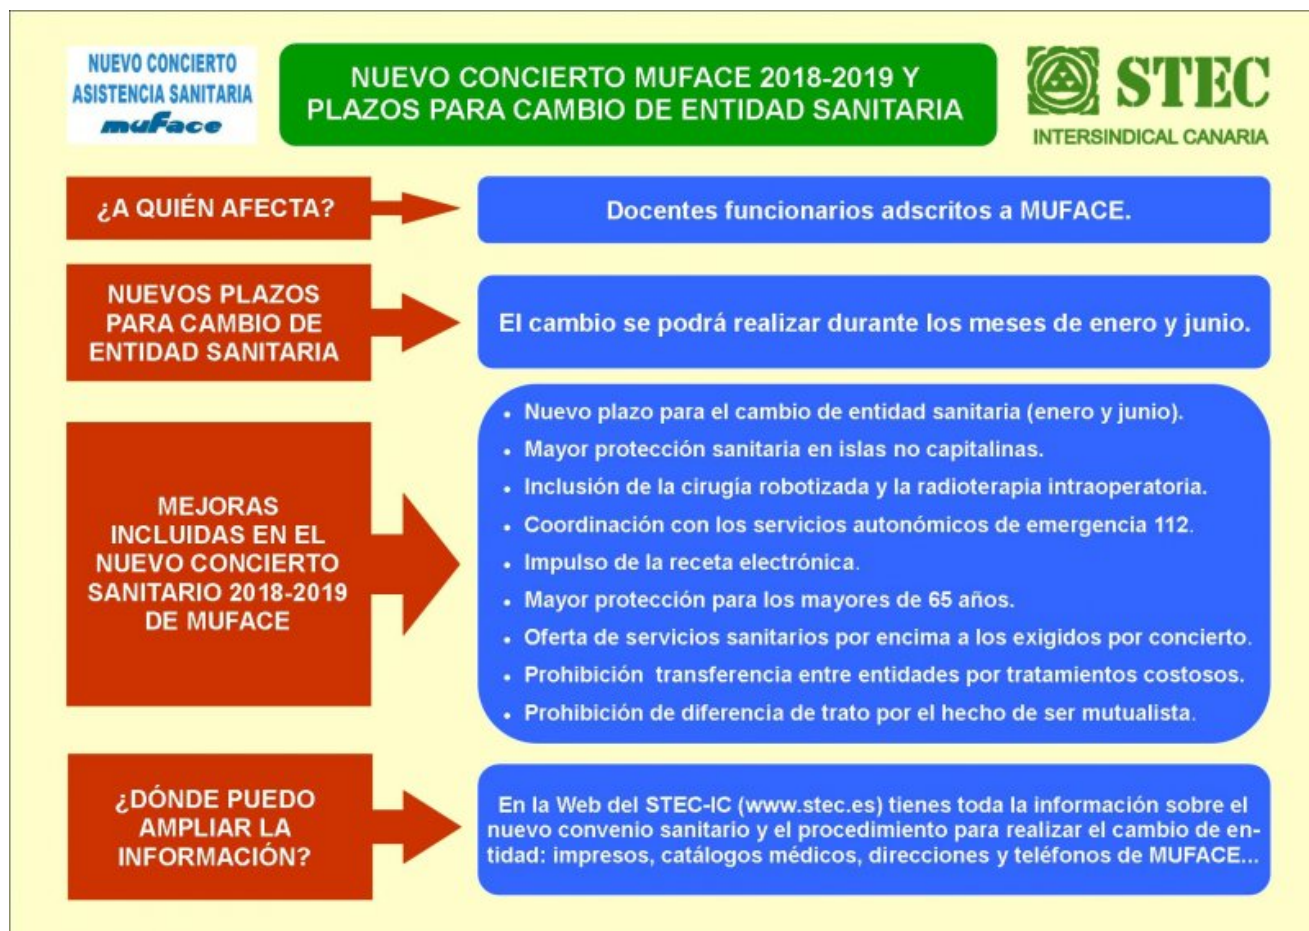 NUEVO CONCIERTO
ASISTENCIA SANITARIA
muface
NUEVO CONCIERTO MUFACE 2018-2019 Y
PLAZOS PARA CAMBIO DE ENTIDAD SANITARIA
STEC
INTERSINDICAL CANARIA
¿A QUIÉN AFECTA?
Docentes funcionarios adscritos a MUFACE.
NUEVOS PLAZOS
PARA CAMBIO DE
ENTIDAD SANITARIA
El cambio se podrá realizar durante los meses de enero y junio.
MEJORAS
INCLUIDAS EN EL
NUEVO CONCIERTO
SANITARIO 2018-2019
DE MUFACE
• Nuevo plazo para el cambio de entidad sanitaria (enero y junio).
• Mayor protección sanitaria en islas no capitalinas.
• Inclusión de la cirugía robotizada y la radioterapia intraoperatoria.
• Coordinación con los servicios autonómicos de emergencia 112.
• Impulso de la receta electrónica.
• Mayor protección para los mayores de 65 años.
• Oferta de servicios sanitarios por encima a los exigidos por concierto.
• Prohibición transferencia entre entidades por tratamientos costosos.
• Prohibición de diferencia de trato por el hecho de ser mutualista.
¿DÓNDE PUEDO
AMPLIAR LA
INFORMACIÓN?
En la Web del STEC-IC (www.stec.es) tienes toda la información sobre el
nuevo convenio sanitario y el procedimiento para realizar el cambio de en-
tidad: impresos, catálogos médicos, direcciones y teléfonos de MUFACE...